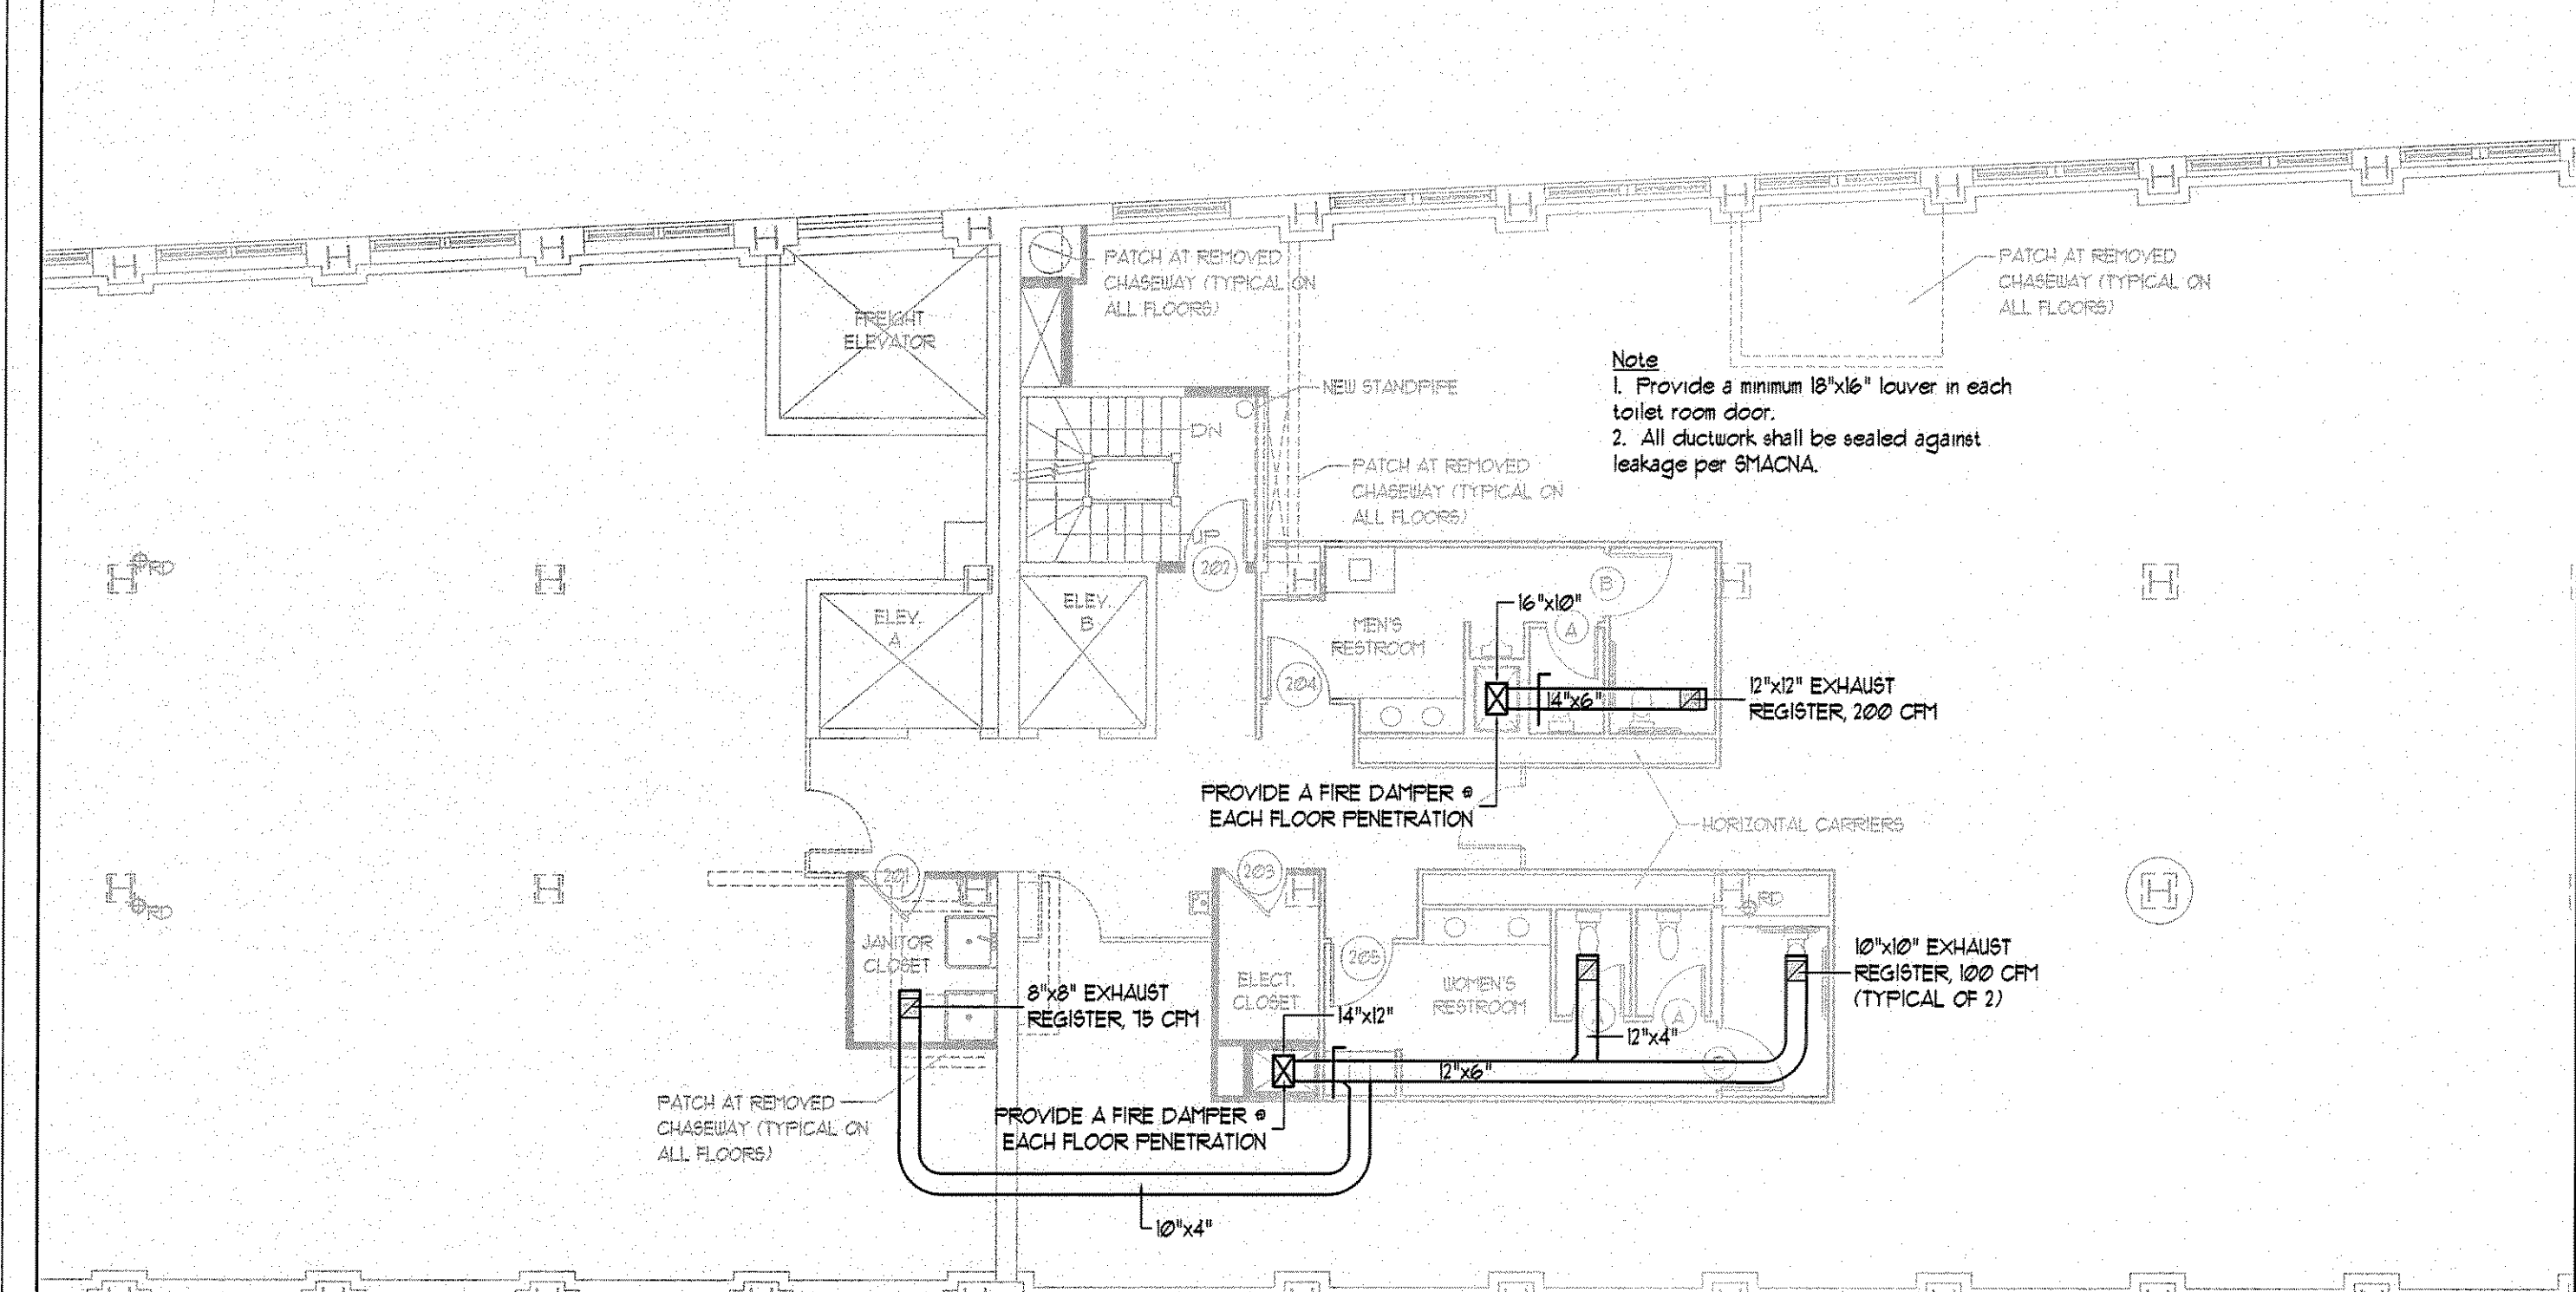 PATCH AT REMOVED
CHASEWAY (TYPICAL ON
ALL FLOORS)
PATCH AT REMOVED
CHASEWAY (TYPICAL ON
ALL FLOORS)
FREIGHT
ELEVATOR
Note
1. Provide a minimum 18"x16" louver in each
toilet room door.
2. All ductwork shall be sealed against
leakage per SMACNA.
NEW STANDPIPE
DN
PATCH AT REMOVED
CHASEWAY (TYPICAL ON
ALL FLOORS)
UP
202
RD
ELEV.
A
ELEV.
B
B
16"x10"
A
MEN'S
RESTROOM
204
14"x6"
12"x12" EXHAUST
REGISTER, 200 CFM
PROVIDE A FIRE DAMPER @
EACH FLOOR PENETRATION
HORIZONTAL CARRIERS
201
203
RD
RD
JANITOR
CLOSET
205
ELECT.
CLOSET
WOMEN'S
RESTROOM
10"x10" EXHAUST
REGISTER, 100 CFM
(TYPICAL OF 2)
8"x8" EXHAUST
REGISTER, 75 CFM
14"x12"
A
A
12"x4"
12"x6"
B
PATCH AT REMOVED
CHASEWAY (TYPICAL ON
ALL FLOORS)
PROVIDE A FIRE DAMPER @
EACH FLOOR PENETRATION
10"x4"